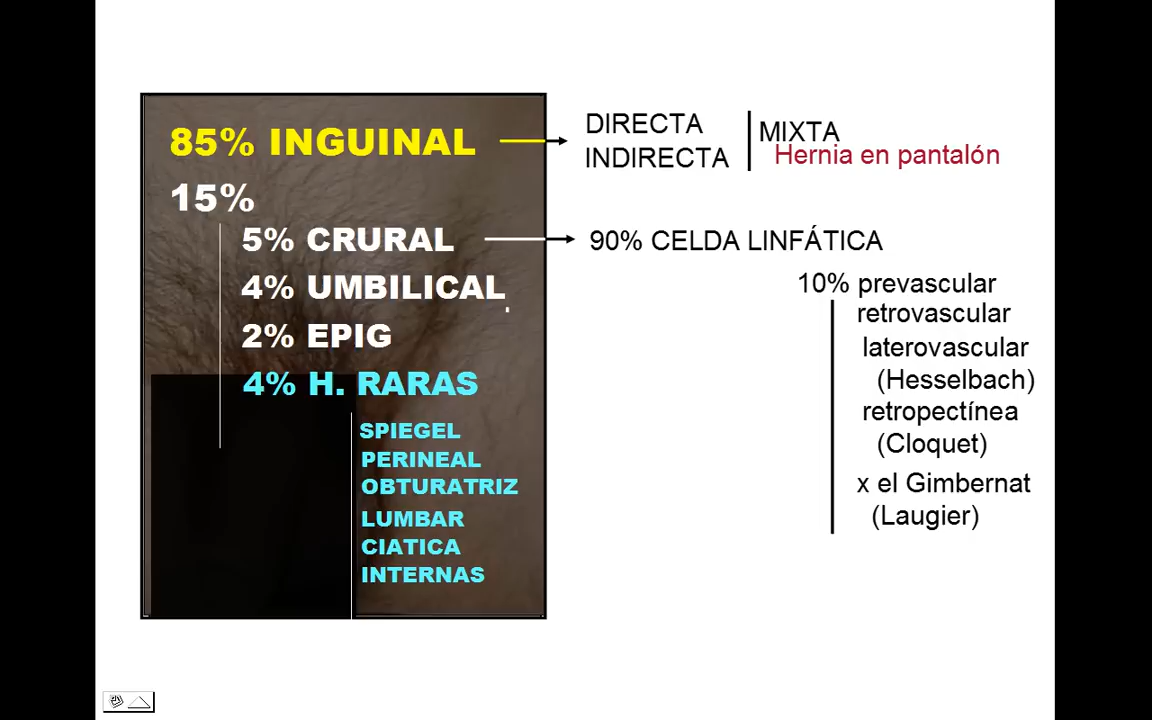 85% INGUINAL
DIRECTA
INDIRECTA
MIXTA
Hernia en pantalón
15%
5% CRURAL
90% CELDA LINFÁTICA
4% UMBILICAL
2% EPIG
4% H. RARAS
SPIEGEL
PERINEAL
OBTURATRIZ
LUMBAR
CIATICA
INTERNAS
10% prevascular
retrovascular
laterovascular
(Hesselbach)
retropectínea
(Cloquet)
x el Gimbernat
(Laugier)